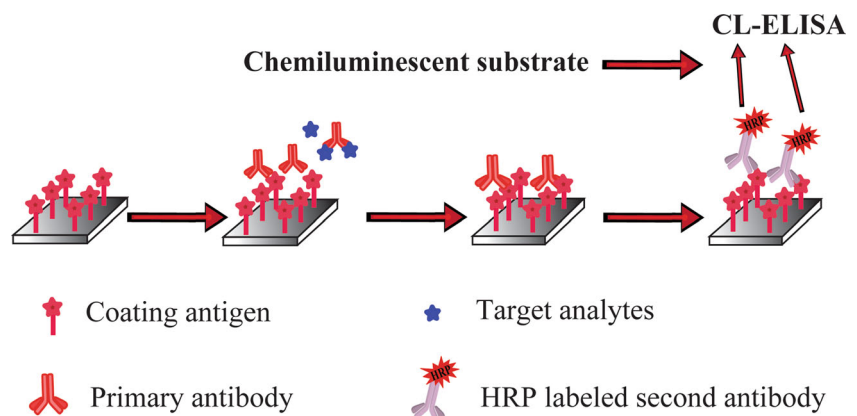 CL-ELISA
Chemiluminescent substrate
HRP
HRP
Coating antigen
Target analytes
Primary antibody
HRP
HRP labeled second antibody